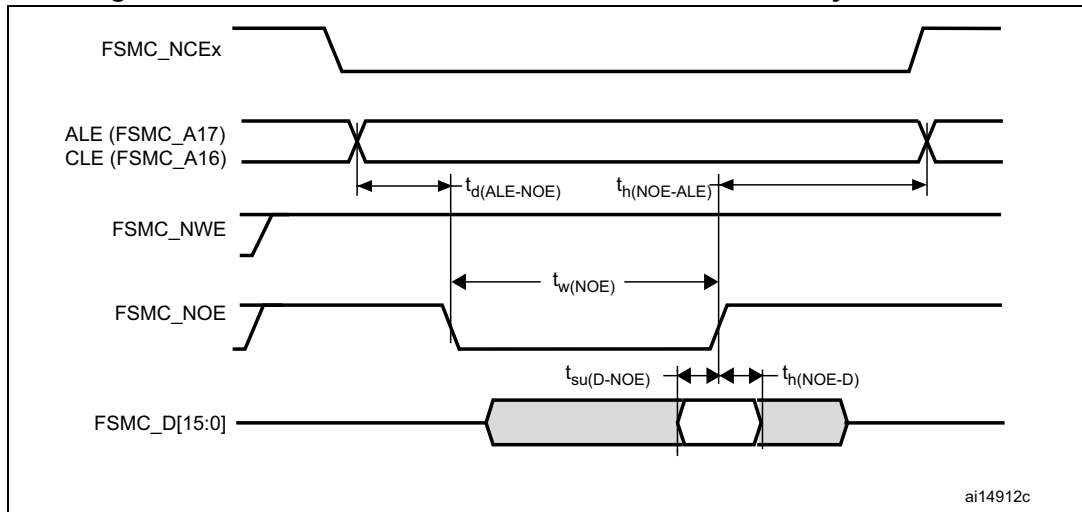 FSMC_NCEx
ALE (FSMC_A17)
CLE (FSMC_A16)
td(ALE-NOE)
th(NOE-ALE)
FSMC_NWE
tw(NOE)
FSMC_NOE
tsu(D-NOE)
th(NOE-D)
FSMC_D[15:0]
ai14912c